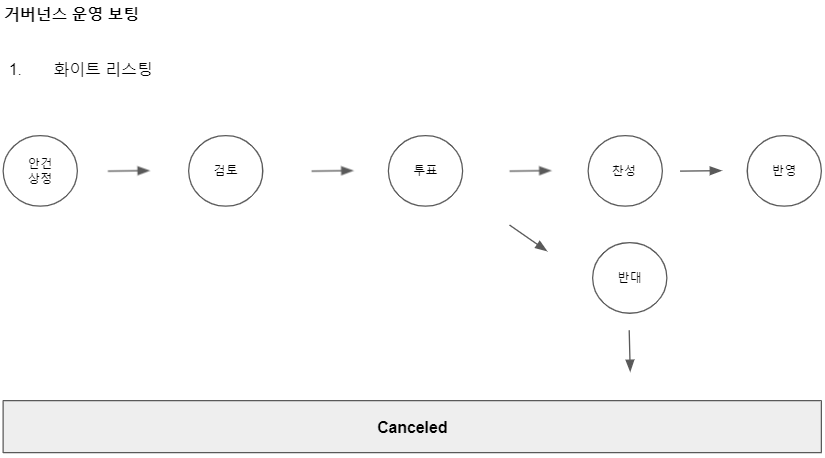 거버넌스 운영 보팅
1. 화이트 리스팅
안건
상정
검토
투표
찬성
반영
반대
Canceled